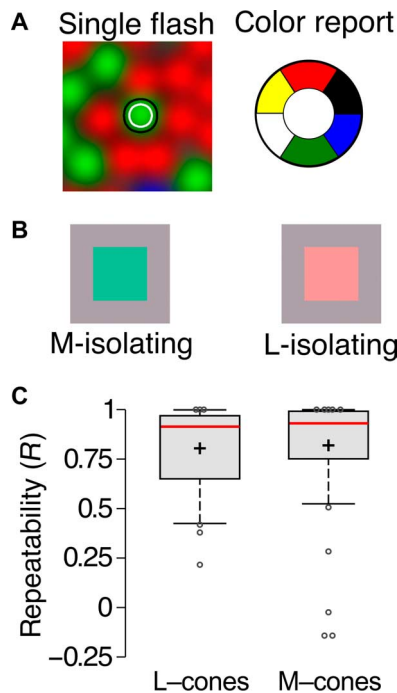 A
Single flash
Color report
B
M-isolating
L-isolating
C
Repeatability (R)
1
0.75
0.5
0.25
0
−0.25
L–cones
M–cones